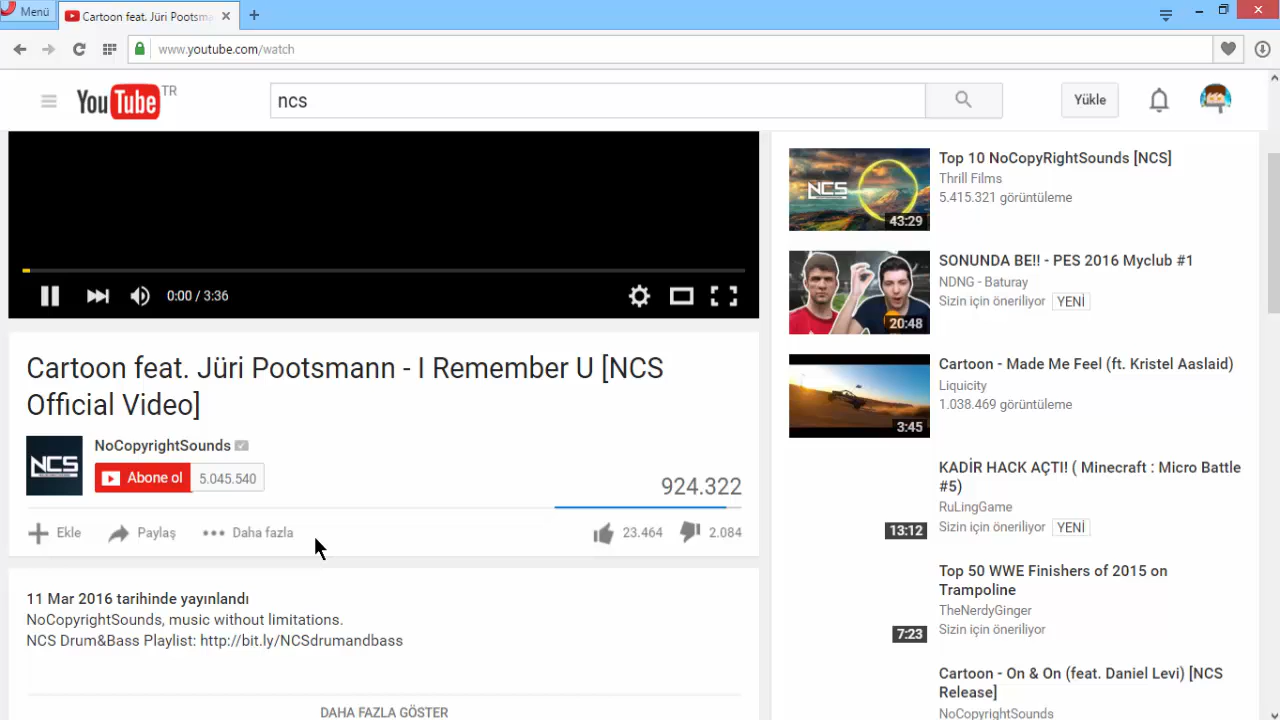 Menü
Cartoon feat. Jüri Pootsma
www.youtube.com/watch
YouTube TR
ncs
Yükle
0:00 / 3:36
Cartoon feat. Jüri Pootsmann - I Remember U [NCS
Official Video]
NCS
NoCopyrightSounds
Abone ol
5.045.540
924.322
Ekle
Paylaş
Daha fazla
23.464
2.084
11 Mar 2016 tarihinde yayınlandı
NoCopyrightSounds, music without limitations.
NCS Drum&Bass Playlist: http://bit.ly/NCSdrumandbass
DAHA FAZLA GÖSTER
NCS
43:29
Top 10 NoCopyRightSounds [NCS]
Thrill Films
5.415.321 görüntüleme
20:48
SONUNDA BE!! - PES 2016 Myclub #1
NDNG - Baturay
Sizin için öneriliyor YENİ
3:45
Cartoon - Made Me Feel (ft. Kristel Aaslaid)
Liquicity
1.038.469 görüntüleme
13:12
KADİR HACK AÇTI! ( Minecraft : Micro Battle
#5)
RuLingGame
Sizin için öneriliyor YENİ
7:23
Top 50 WWE Finishers of 2015 on
Trampoline
TheNerdyGinger
Sizin için öneriliyor
Cartoon - On & On (feat. Daniel Levi) [NCS
Release]
NoCopyrightSounds